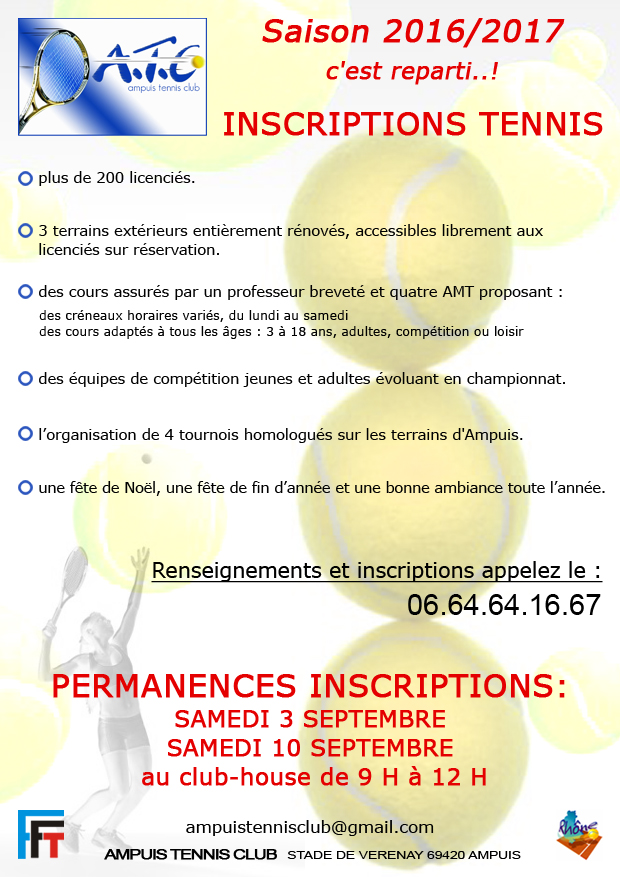 A.T.C
ampuis tennis club
Saison 2016/2017
c'est reparti..!
INSCRIPTIONS TENNIS
plus de 200 licenciés.
3 terrains extérieurs entièrement rénovés, accessibles librement aux
licenciés sur réservation.
des cours assurés par un professeur breveté et quatre AMT proposant :
des créneaux horaires variés, du lundi au samedi
des cours adaptés à tous les âges : 3 à 18 ans, adultes, compétition ou loisir
des équipes de compétition jeunes et adultes évoluant en championnat.
l’organisation de 4 tournois homologués sur les terrains d'Ampuis.
une fête de Noël, une fête de fin d’année et une bonne ambiance toute l’année.
Renseignements et inscriptions appelez le :
06.64.64.16.67
PERMANENCES INSCRIPTIONS:
SAMEDI 3 SEPTEMBRE
SAMEDI 10 SEPTEMBRE
au club-house de 9 H à 12 H
FFT
ampuistennisclub@gmail.com
Rhône
AMPUIS TENNIS CLUB STADE DE VERENAY 69420 AMPUIS